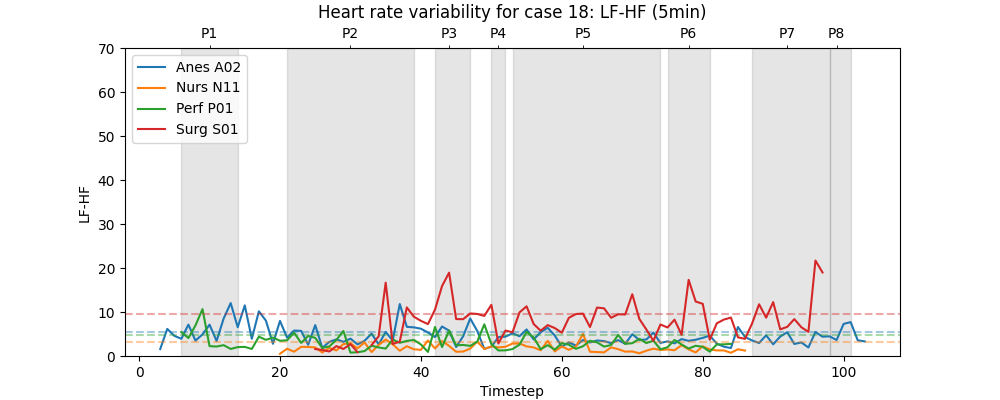 Heart rate variability for case 18: LF-HF (5min)
P1 P2 P3 P4 P5 P6 P7 P8
70
60
50
40
30
20
10
0
LF-HF
Anes A02
Nurs N11
Perf P01
Surg S01
0 20 40 60 80 100
Timestep